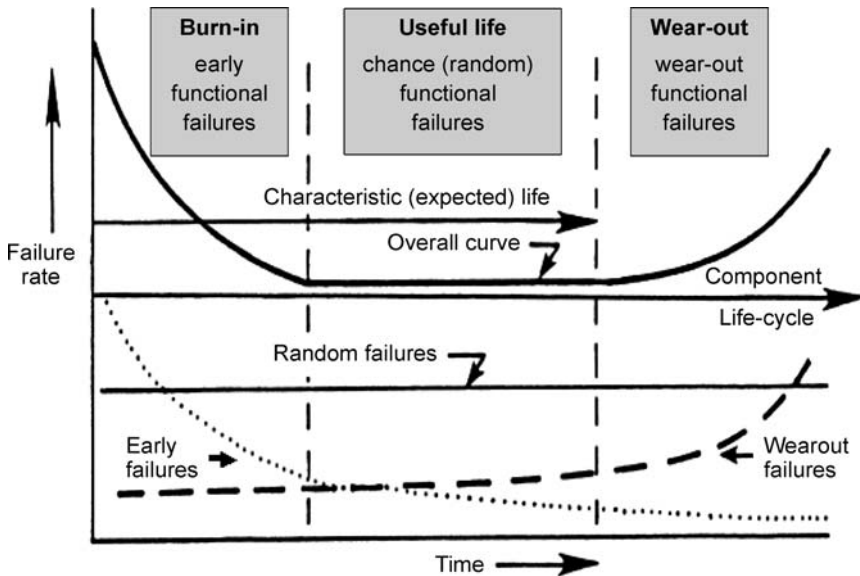 Burn-in
early
functional
failures
Useful life
chance (random)
functional
failures
Wear-out
wear-out
functional
failures
Characteristic (expected) life
Overall curve
Failure
rate
Component
Life-cycle
Random failures
Early
failures
Wearout
failures
Time